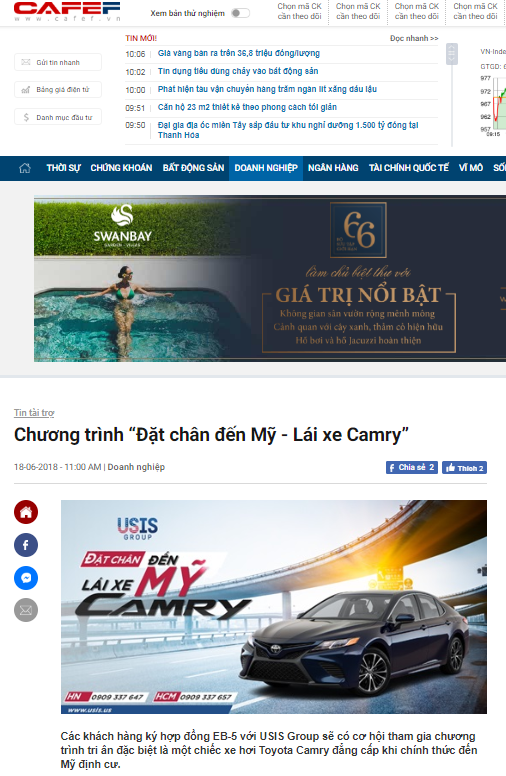 CAFEF
www.cafef.vn
Xem bản thử nghiệm
Chọn mã CK cần theo dõi
Chọn mã CK cần theo dõi
Chọn mã CK cần theo dõi
Chọn mã CK cần theo dõi
TIN MỚI!
Đọc nhanh >>
Gửi tin nhanh
Bảng giá điện tử
Danh mục đầu tư
10:06 Giá vàng bán ra trên 36,8 triệu đồng/lượng
10:02 Tín dụng tiêu dùng chảy vào bất động sản
10:00 Phát hiện tàu vận chuyển hàng trăm ngàn lít xăng dầu lậu
09:51 Căn hộ 23 m2 thiết kế theo phong cách tối giản
09:50 Đại gia địa ốc miền Tây sắp đầu tư khu nghỉ dưỡng 1.500 tỷ đồng tại
Thanh Hóa
VN-Inde
GTGD: 6
977
972
967
962
957
09:15
THỜI SỰ CHỨNG KHOÁN BẤT ĐỘNG SẢN DOANH NGHIỆP NGÂN HÀNG TÀI CHÍNH QUỐC TẾ VĨ MÔ SỐ
SWANBAY
66
làm chủ biệt thự với
GIÁ TRỊ NỔI BẬT
Không gian sân vườn rộng mênh mông
Cảnh quan với cây xanh, thảm cỏ hiện hữu
Hồ bơi và hồ Jacuzzi hoàn thiện
Tin tài trợ
Chương trình “Đặt chân đến Mỹ - Lái xe Camry”
18-06-2018 - 11:00 AM | Doanh nghiệp
Chia sẻ 2
Thích 2
USIS
GROUP
ĐẶT CHÂN ĐẾN
MỸ
LÁI XE
CAMRY
HN 0909 337 647 HCM 0909 337 657
www.usis.us
Các khách hàng ký hợp đồng EB-5 với USIS Group sẽ có cơ hội tham gia chương
trình tri ân đặc biệt là một chiếc xe hơi Toyota Camry đẳng cấp khi chính thức đến
Mỹ định cư.